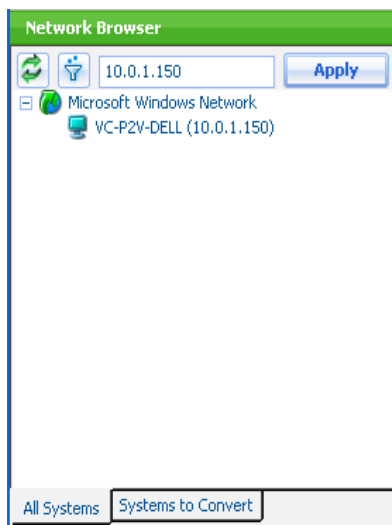 Network Browser
10.0.1.150 Apply
Microsoft Windows Network
VC-P2V-DELL (10.0.1.150)
All Systems Systems to Convert